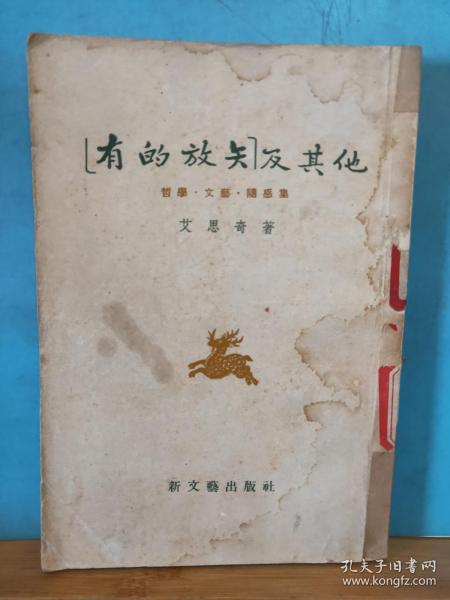 「有的放矢」及其他
哲學·文藝·隨感集
艾思奇著
新文藝出版社
孔夫子旧书网
www.kongfz.com